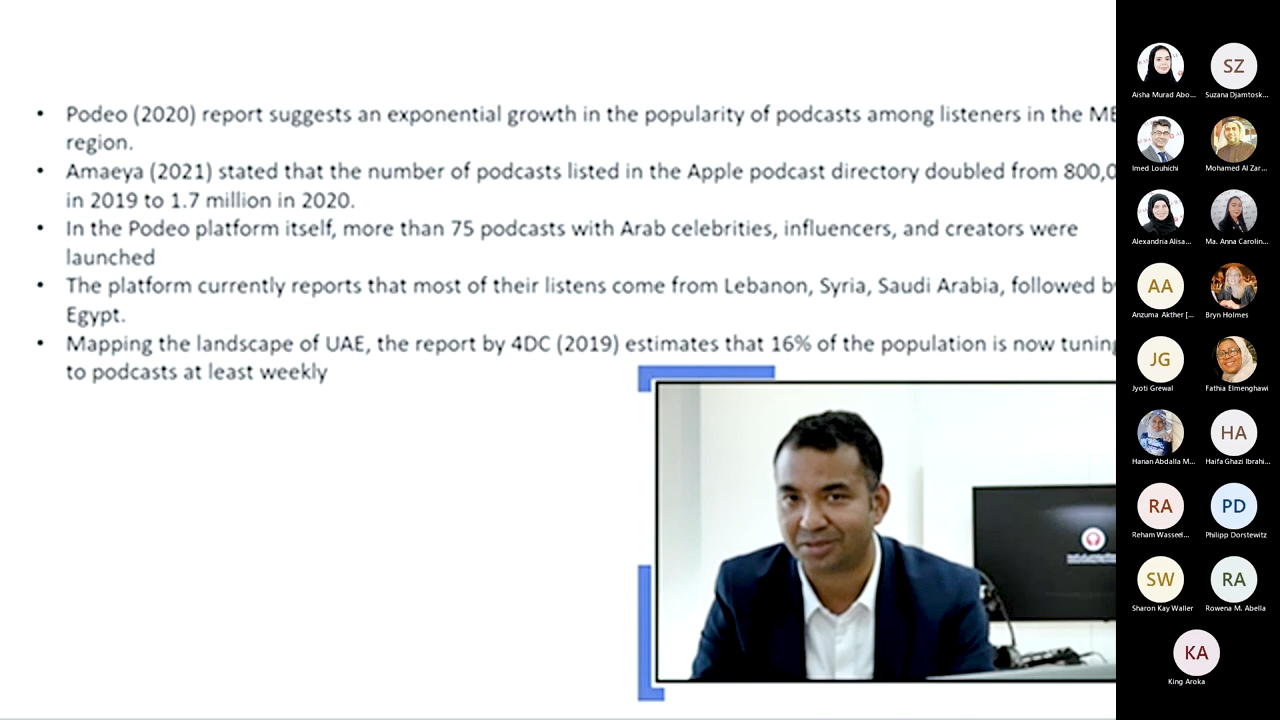 Podeo (2020) report suggests an exponential growth in the popularity of podcasts among listeners in the ME
region.
Amaeya (2021) stated that the number of podcasts listed in the Apple podcast directory doubled from 800,0
in 2019 to 1.7 million in 2020.
In the Podeo platform itself, more than 75 podcasts with Arab celebrities, influencers, and creators were
launched
The platform currently reports that most of their listens come from Lebanon, Syria, Saudi Arabia, followed b
Egypt.
Mapping the landscape of UAE, the report by 4DC (2019) estimates that 16% of the population is now tuning
to podcasts at least weekly
Aisha Murad Abo...
SZ
Suzana Djamtosk...
Imed Louhichi
Mohamed Al Zar...
Alexandria Alisa...
Ma. Anna Carolin...
AA
Anzuma Akther [...
Bryn Holmes
JG
Jyoti Grewal
Fathia Elmenghawi
Hanan Abdalla M...
HA
Haifa Ghazi Ibrahi...
RA
Reham Wasseel...
PD
Philipp Dorstewitz
SW
Sharon Kay Waller
RA
Rowena M. Abella
KA
King Aroka